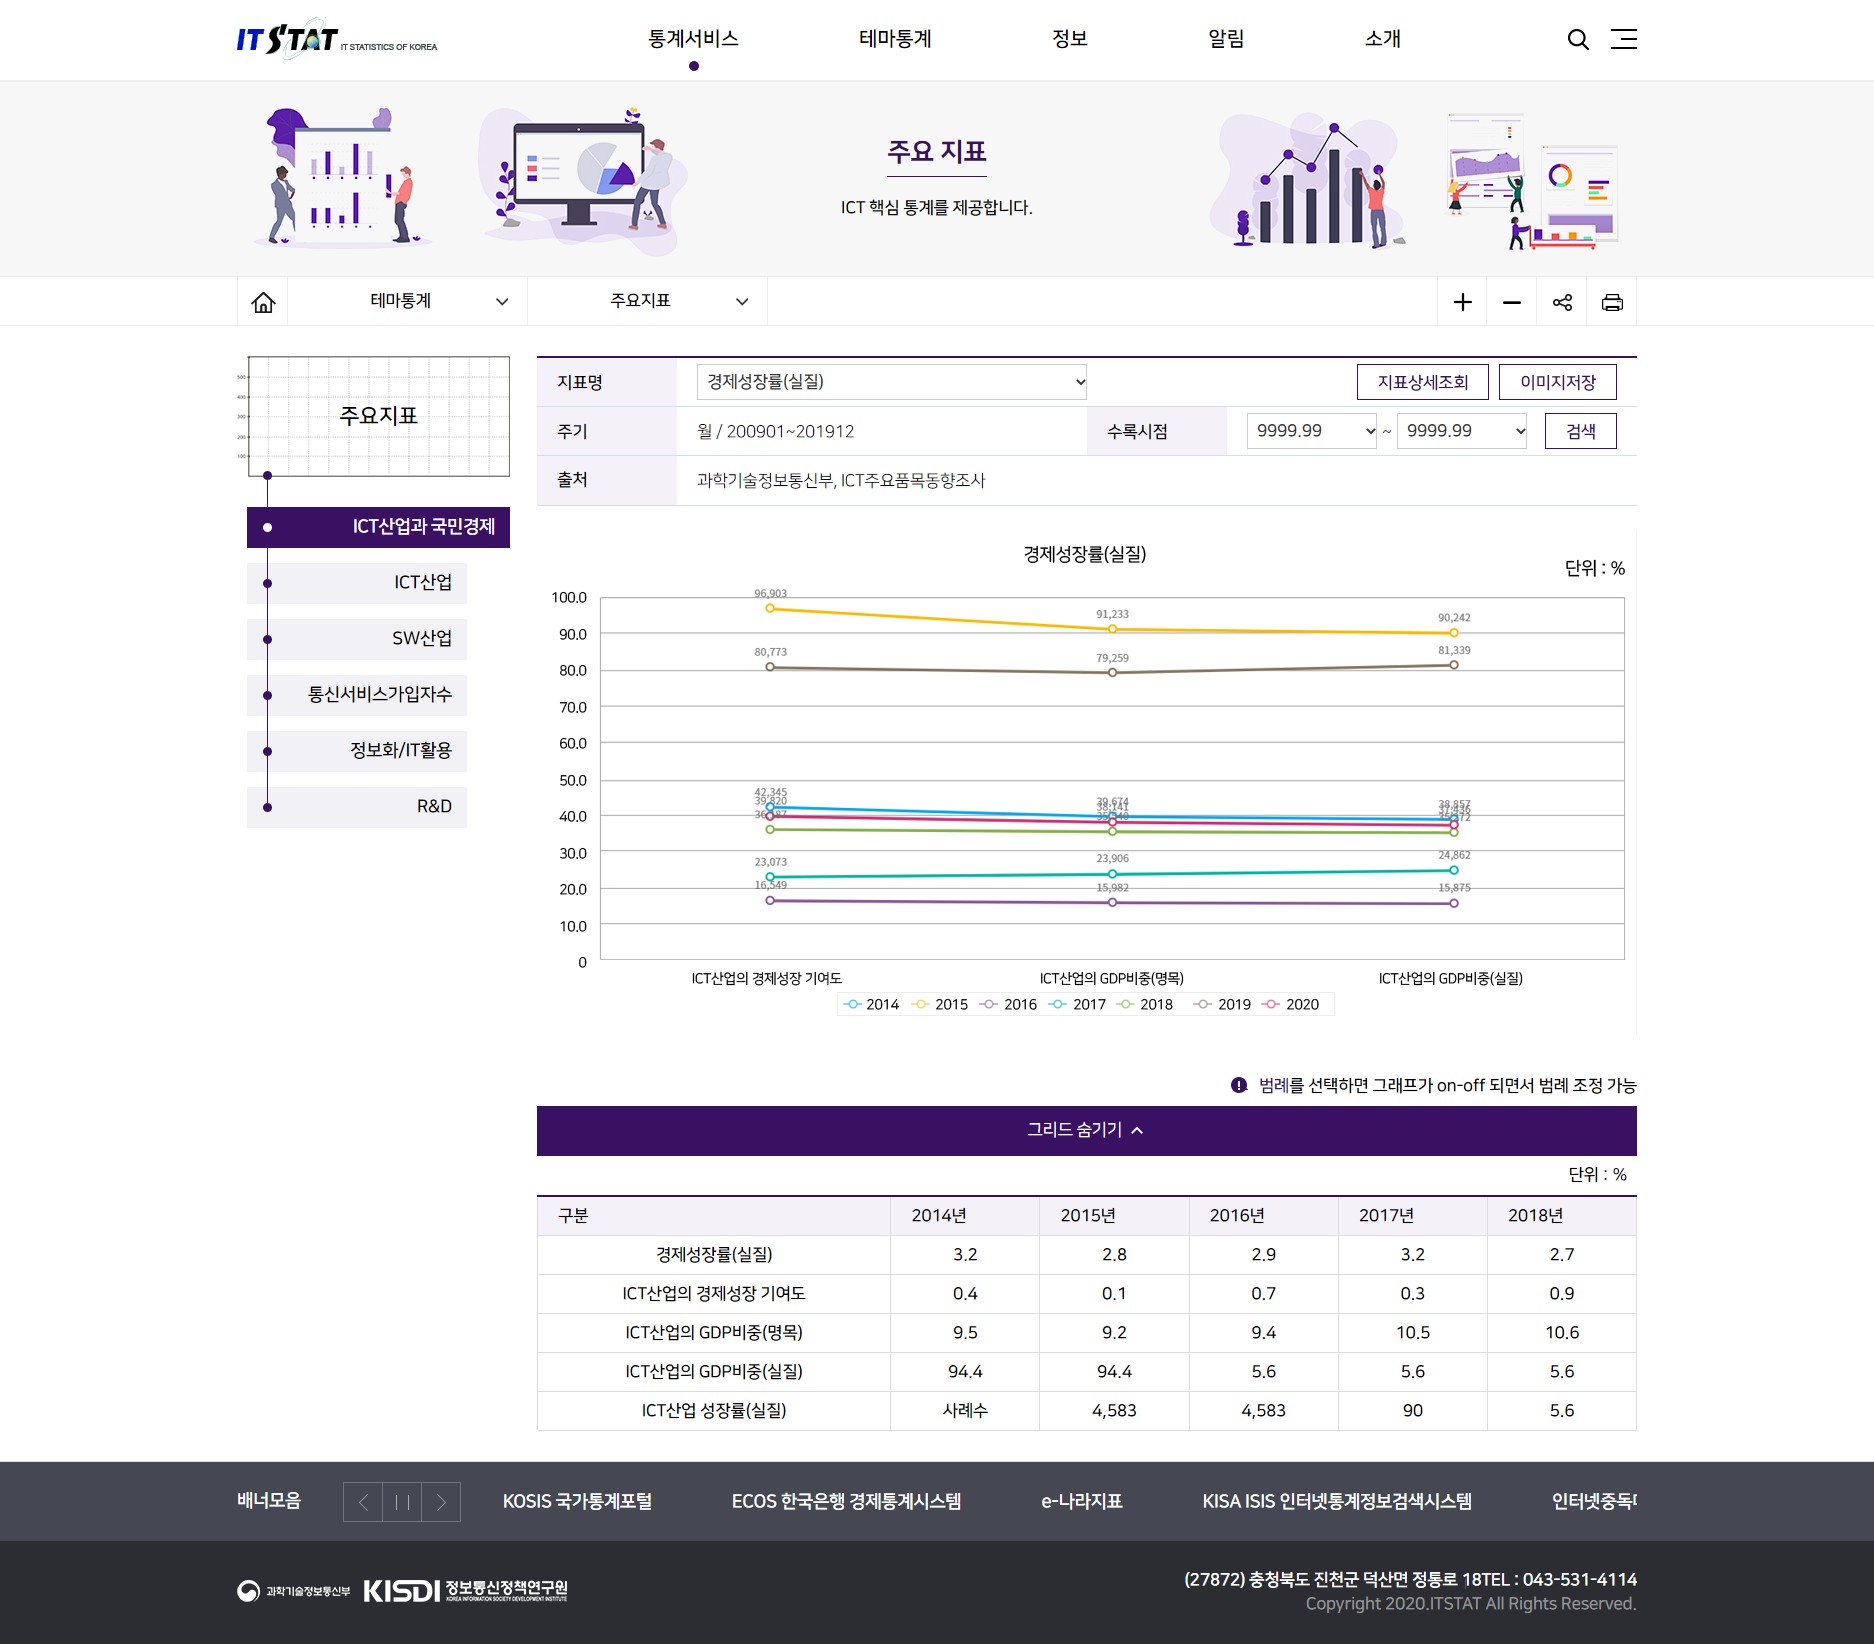 IT STAT IT STATISTICS OF KOREA
통계서비스 테마통계 정보 알림 소개
주요 지표
ICT 핵심 통계를 제공합니다.
테마통계 주요지표
500
400
300
200
100
주요지표
ICT산업과 국민경제
ICT산업
SW산업
통신서비스가입자수
정보화/IT활용
R&D
지표명 경제성장률(실질) 지표상세조회 이미지저장
주기 월 / 200901~201912 수록시점 9999.99 ~ 9999.99 검색
출처 과학기술정보통신부, ICT주요품목동향조사
경제성장률(실질)
단위 : %
100.0
90.0
80.0
70.0
60.0
50.0
40.0
30.0
20.0
10.0
0
96,903 91,233 90,242
80,773 79,259 81,339
42,345 39,674 38,857
39,820 38,141
23,073 23,906 24,862
16,549 15,982 15,875
ICT산업의 경제성장 기여도 ICT산업의 GDP비중(명목) ICT산업의 GDP비중(실질)
2014 2015 2016 2017 2018 2019 2020
범례를 선택하면 그래프가 on-off 되면서 범례 조정 가능
그리드 숨기기
단위 : %
구분 2014년 2015년 2016년 2017년 2018년
경제성장률(실질) 3.2 2.8 2.9 3.2 2.7
ICT산업의 경제성장 기여도 0.4 0.1 0.7 0.3 0.9
ICT산업의 GDP비중(명목) 9.5 9.2 9.4 10.5 10.6
ICT산업의 GDP비중(실질) 94.4 94.4 5.6 5.6 5.6
ICT산업 성장률(실질) 사례수 4,583 4,583 90 5.6
배너모음 KOSIS 국가통계포털 ECOS 한국은행 경제통계시스템 e-나라지표 KISA ISIS 인터넷통계정보검색시스템 인터넷중독
과학기술정보통신부 KISDI 정보통신정책연구원
KOREA INFORMATION SOCIETY DEVELOPMENT INSTITUTE
(27872) 충청북도 진천군 덕산면 정통로 18TEL : 043-531-4114
Copyright 2020.ITSTAT All Rights Reserved.